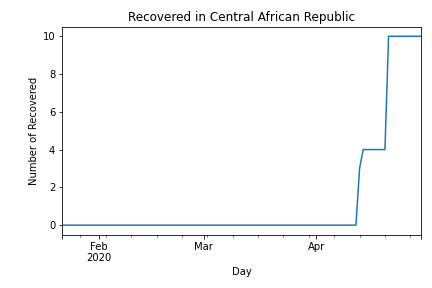 Recovered in Central African Republic
Number of Recovered
10
8
6
4
2
0
Feb
2020
Mar
Apr
Day